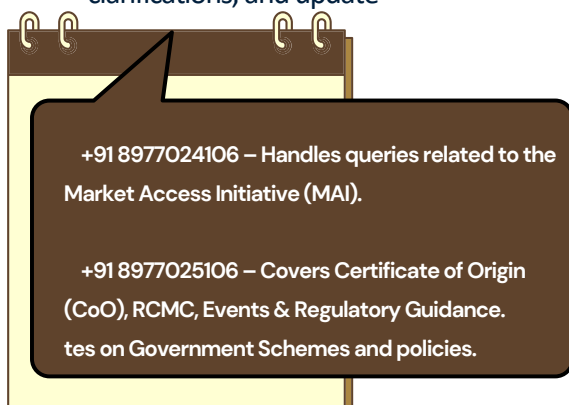 clarifications, and update
+91 8977024106 – Handles queries related to the
Market Access Initiative (MAI).
+91 8977025106 – Covers Certificate of Origin
(CoO), RCMC, Events & Regulatory Guidance.
tes on Government Schemes and policies.